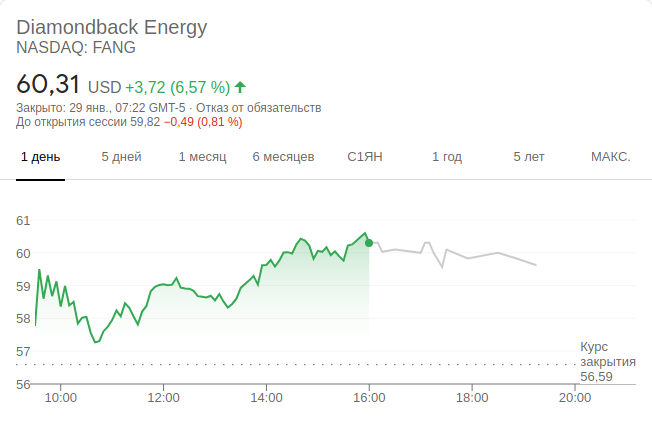 Diamondback Energy
NASDAQ: FANG
60,31 USD +3,72 (6,57 %)
Закрыто: 29 янв., 07:22 GMT-5 · Отказ от обязательств
До открытия сессии 59,82 −0,49 (0,81 %)
1 день 5 дней 1 месяц 6 месяцев С1ЯН 1 год 5 лет МАКС.
61
60
59
58
57
Курс
закрытия
56,59
56
10:00 12:00 14:00 16:00 18:00 20:00